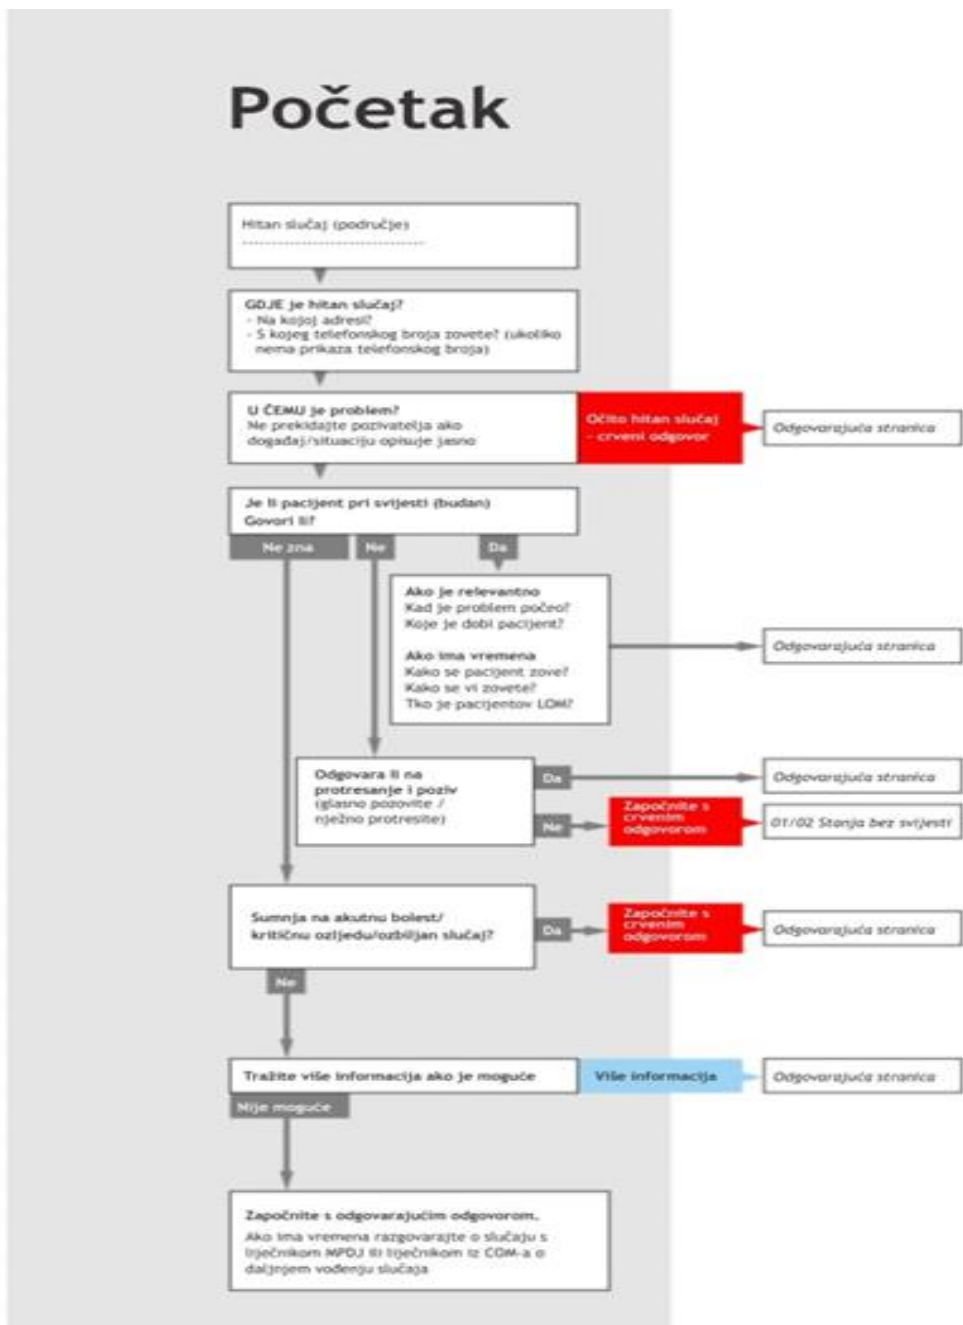 Početak
Hitan slučaj (područje)
--------------------------------
GDJE je hitan slučaj?
- Na kojoj adresi?
- S kojeg telefonskog broja zovete? (ukoliko
nema prikaza telefonskog broja)
U ČEMU je problem?
Ne prekidajte pozivatelja ako
događaj/situaciju opisuje jasno
Očito hitan slučaj
- crveni odgovor
Odgovarajuća stranica
Je li pacijent pri svijesti (budan)
Govori li?
Ne zna
Ne
Da
Ako je relevantno
Kad je problem počeo?
Koje je dobi pacijent?
Ako ima vremena
Kako se pacijent zove?
Kako se vi zovete?
Tko je pacijentov LOM?
Odgovarajuća stranica
Odgovara li na
protresanje i poziv
(glasno pozovite /
nježno protresite)
Da
Odgovarajuća stranica
Ne
Započnite s
crvenim
odgovorom
01/02 Stanja bez svijesti
Sumnja na akutnu bolest/
kritičnu ozljedu/ozbiljan slučaj?
Da
Započnite s
crvenim
odgovorom
Odgovarajuća stranica
Ne
Tražite više informacija ako je moguće
Više informacija
Odgovarajuća stranica
Nije moguće
Započnite s odgovarajućim odgovorom.
Ako ima vremena razgovarajte o slučaju s
liječnikom MPDJ ili liječnikom iz COM-a o
daljnjem vođenju slučaja